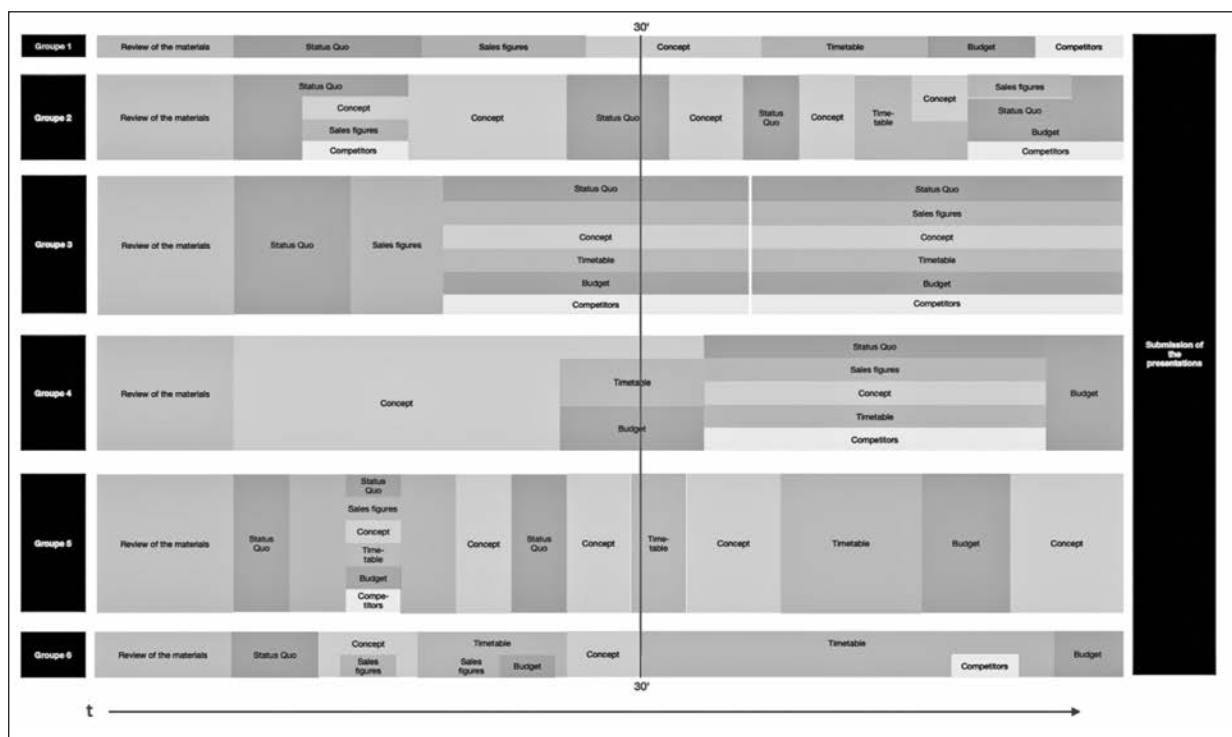 30'
Groupe 1
Review of the materials
Status Quo
Sales figures
Concept
Timetable
Budget
Competitors
Groupe 2
Review of the materials
Status Quo
Concept
Sales figures
Competitors
Concept
Status Quo
Concept
Status
Quo
Concept
Time-
table
Concept
Sales figures
Status Quo
Budget
Competitors
Groupe 3
Review of the materials
Status Quo
Sales figures
Status Quo
Concept
Timetable
Budget
Competitors
Status Quo
Sales figures
Concept
Timetable
Budget
Competitors
Groupe 4
Review of the materials
Concept
Timetable
Budget
Status Quo
Sales figures
Concept
Timetable
Competitors
Budget
Groupe 5
Review of the materials
Status
Quo
Status
Quo
Sales figures
Concept
Time-
table
Budget
Compe-
titors
Concept
Status
Quo
Concept
Time-
table
Concept
Timetable
Budget
Concept
Groupe 6
Review of the materials
Status Quo
Concept
Sales
figures
Timetable
Sales
figures
Budget
Concept
Timetable
Competitors
Budget
Submission of
the
presentations
30'
t